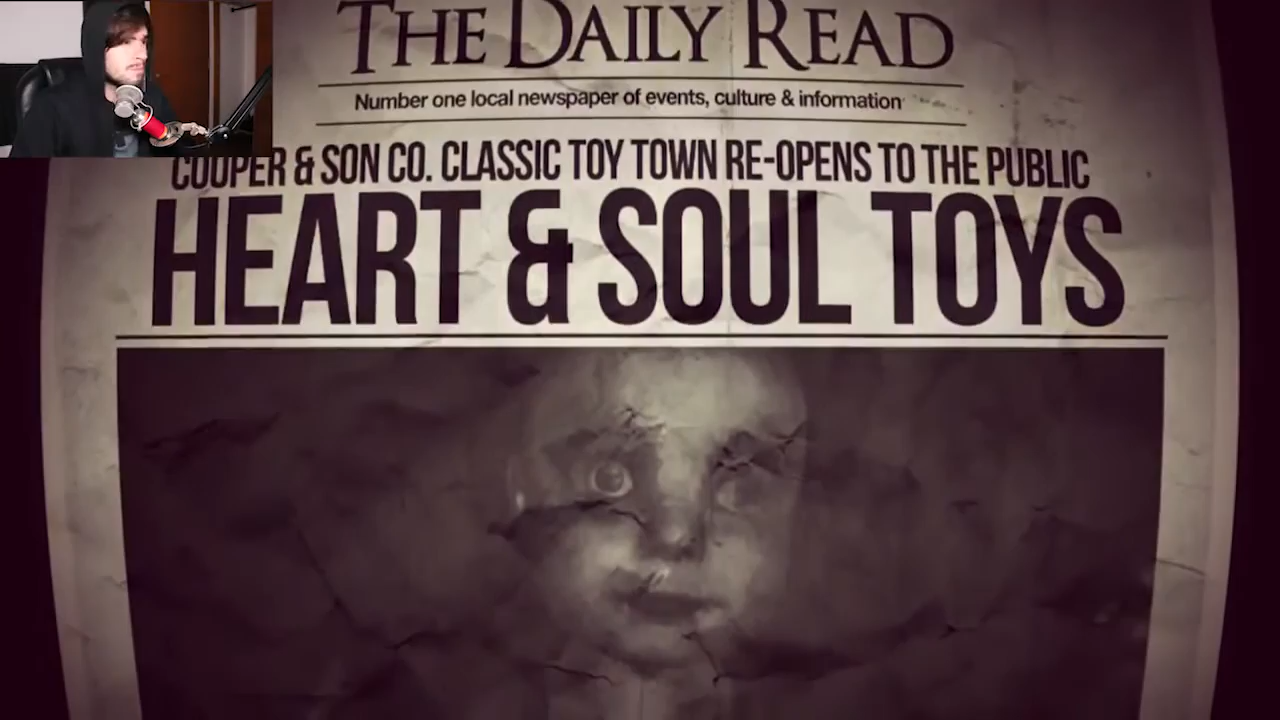 THE DAILY READ
Number one local newspaper of events, culture & information
COOPER & SON CO. CLASSIC TOY TOWN RE-OPENS TO THE PUBLIC
HEART & SOUL TOYS